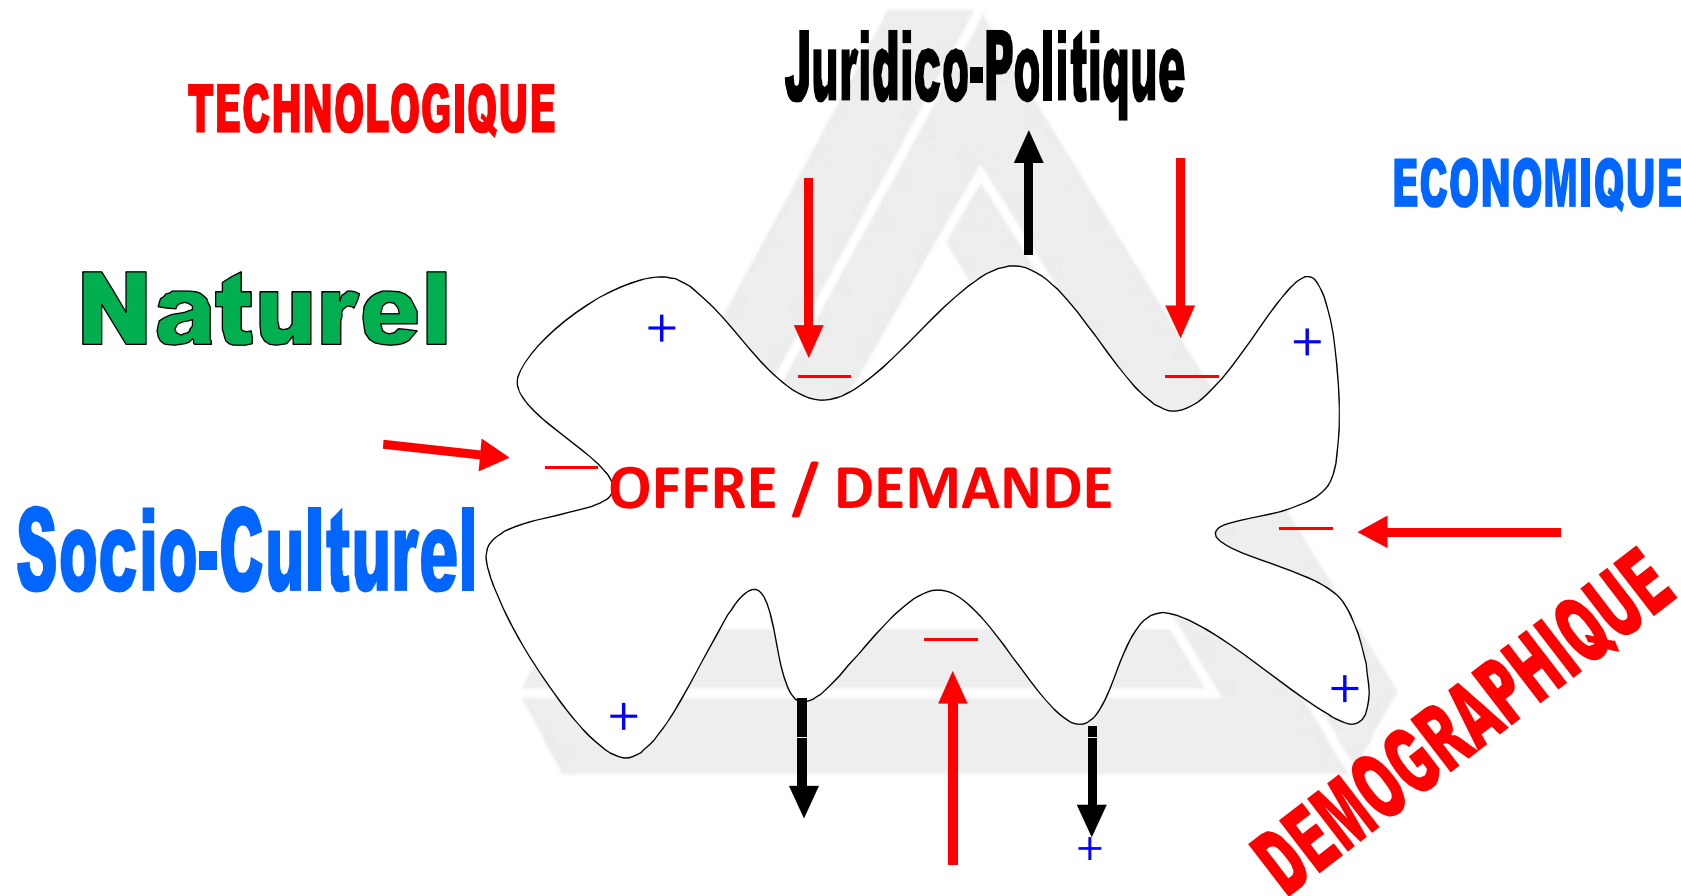 Juridico-Politique
TECHNOLOGIQUE
ECONOMIQUE
Naturel
+
+
OFFRE / DEMANDE
Socio-Culturel
DEMOGRAPHIQUE
+
+
+